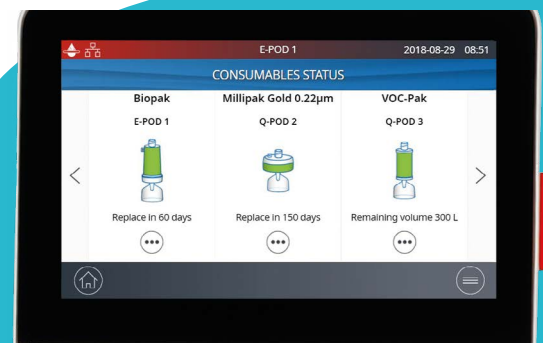 E-POD 1 2018-08-29 08:51
CONSUMABLES STATUS
Biopak Millipak Gold 0.22µm VOC-Pak
E-POD 1 Q-POD 2 Q-POD 3
Replace in 60 days Replace in 150 days Remaining volume 300 L